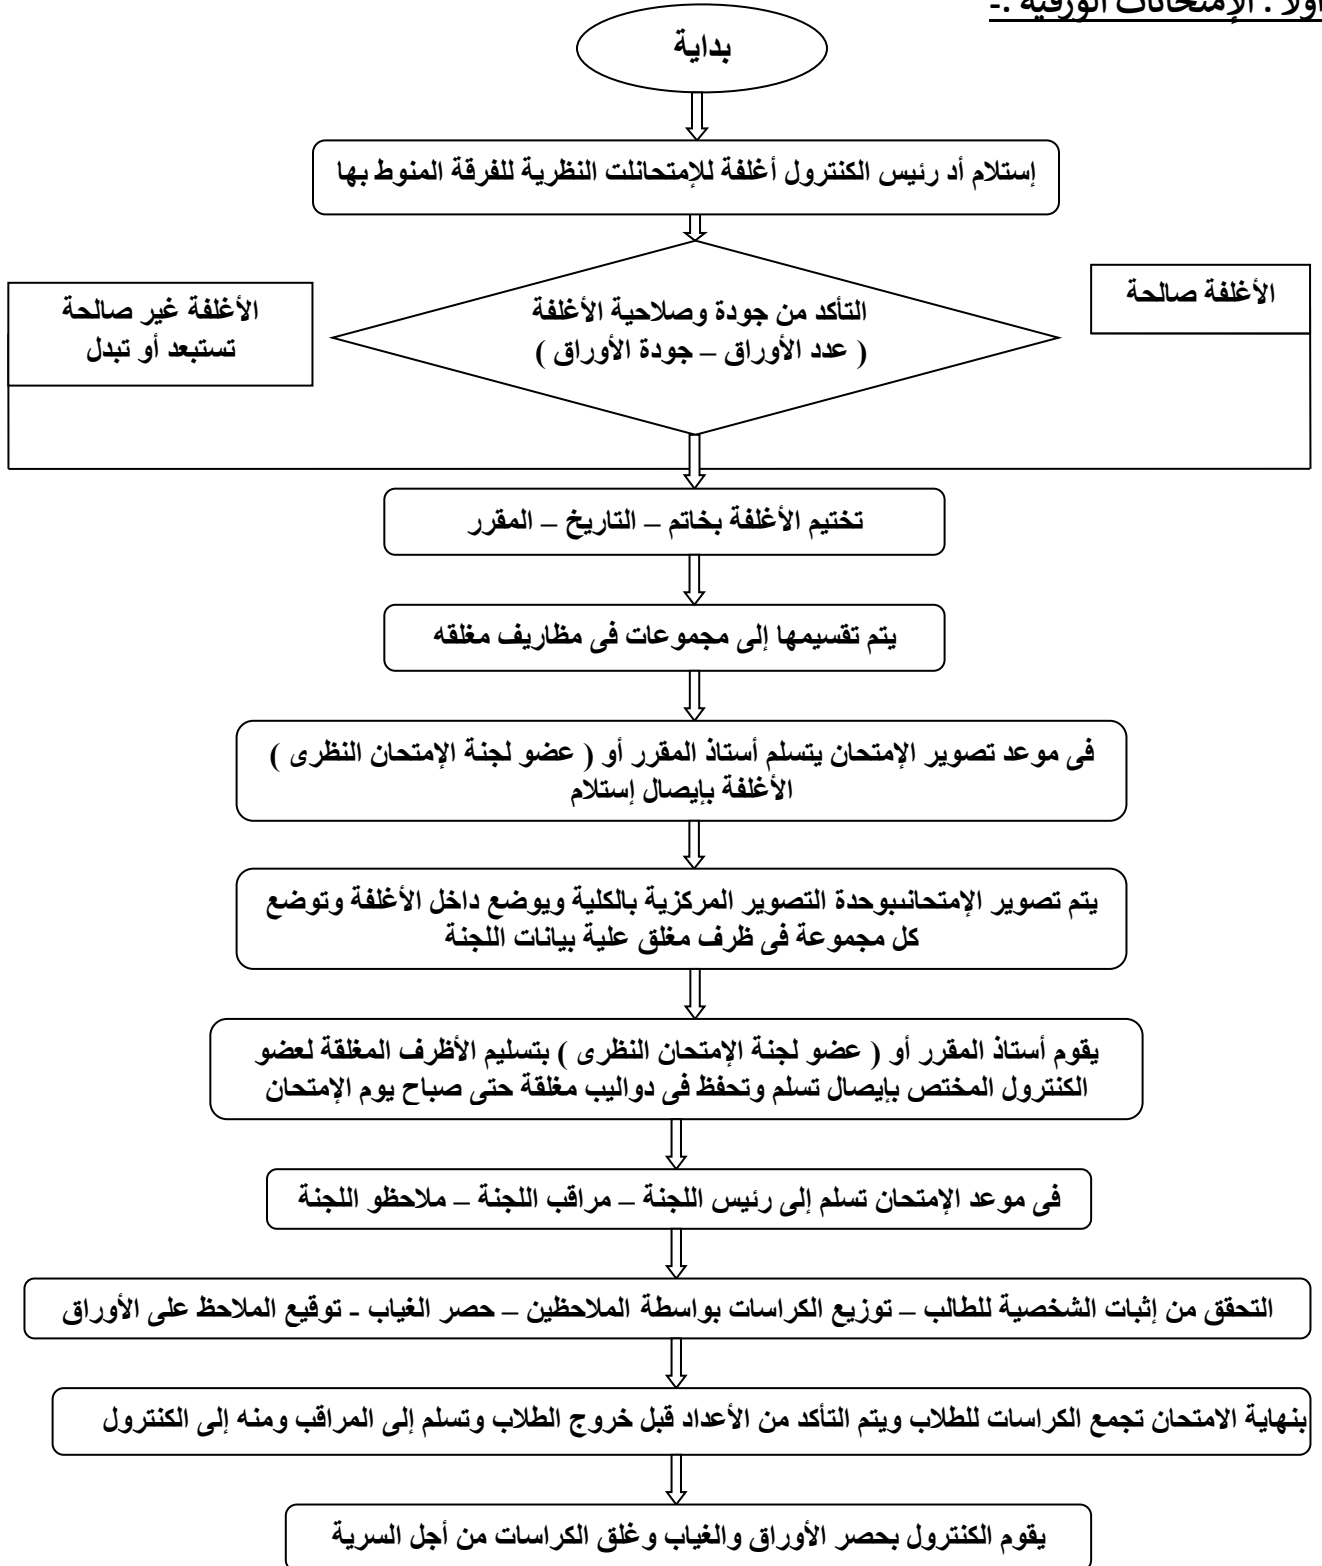 أولا : الإمتحانات الورقية :-
بداية
إستلام أد رئيس الكنترول أغلفة للإمتحانلت النظرية للفرقة المنوط بها
الأغلفة صالحة
التأكد من جودة وصلاحية الأغلفة
( عدد الأوراق – جودة الأوراق )
الأغلفة غير صالحة
تستبعد أو تبدل
تختيم الأغلفة بخاتم – التاريخ – المقرر
يتم تقسيمها إلى مجموعات فى مظاريف مغلقه
فى موعد تصوير الإمتحان يتسلم أستاذ المقرر أو ( عضو لجنة الإمتحان النظرى )
الأغلفة بإيصال إستلام
يتم تصوير الإمتحانببوحدة التصوير المركزية بالكلية ويوضع داخل الأغلفة وتوضع
كل مجموعة فى ظرف مغلق علية بيانات اللجنة
يقوم أستاذ المقرر أو ( عضو لجنة الإمتحان النظرى ) بتسليم الأظرف المغلقة لعضو
الكنترول المختص بإيصال تسلم وتحفظ فى دواليب مغلقة حتى صباح يوم الإمتحان
فى موعد الإمتحان تسلم إلى رئيس اللجنة – مراقب اللجنة – ملاحظو اللجنة
التحقق من إثبات الشخصية للطالب – توزيع الكراسات بواسطة الملاحظين – حصر الغياب - توقيع الملاحظ على الأوراق
بنهاية الامتحان تجمع الكراسات للطلاب ويتم التأكد من الأعداد قبل خروج الطلاب وتسلم إلى المراقب ومنه إلى الكنترول
يقوم الكنترول بحصر الأوراق والغياب وغلق الكراسات من أجل السرية